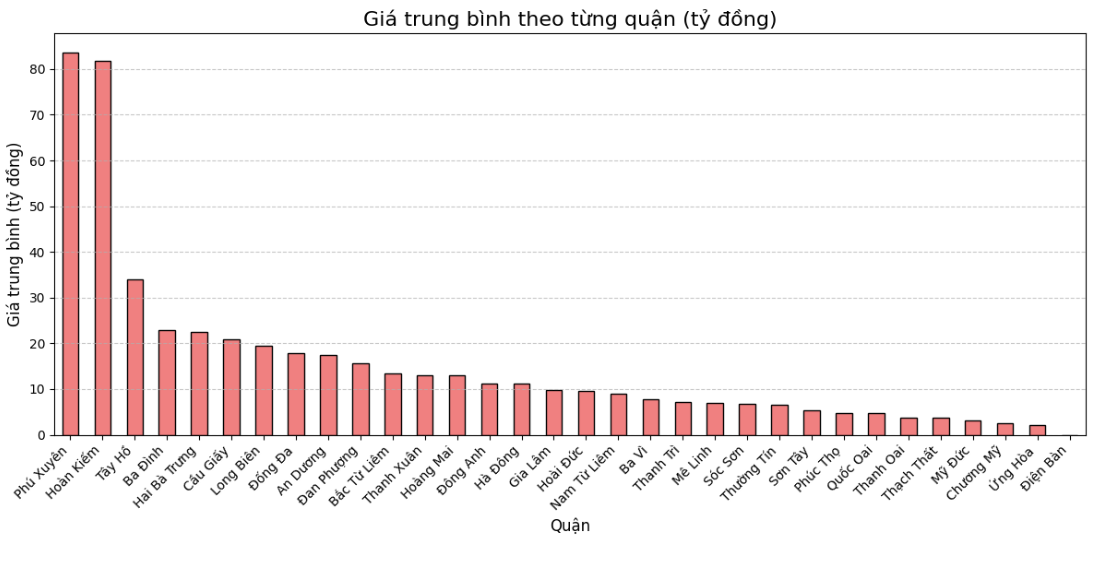 Giá trung bình theo từng quận (tỷ đồng)
Giá trung bình (tỷ đồng)
80
70
60
50
40
30
20
10
0
Phú Xuyên
Hoàn Kiếm
Tây Hồ
Ba Đình
Hai Bà Trưng
Cầu Giấy
Long Biên
Đống Đa
An Dương
Đan Phượng
Bắc Từ Liêm
Thanh Xuân
Hoàng Mai
Đông Anh
Hà Đông
Gia Lâm
Hoài Đức
Nam Từ Liêm
Ba Vì
Thanh Trì
Mê Linh
Sóc Sơn
Thường Tín
Sơn Tây
Phúc Thọ
Quốc Oai
Thanh Oai
Thạch Thất
Mỹ Đức
Chương Mỹ
Ứng Hòa
Điện Bàn
Quận